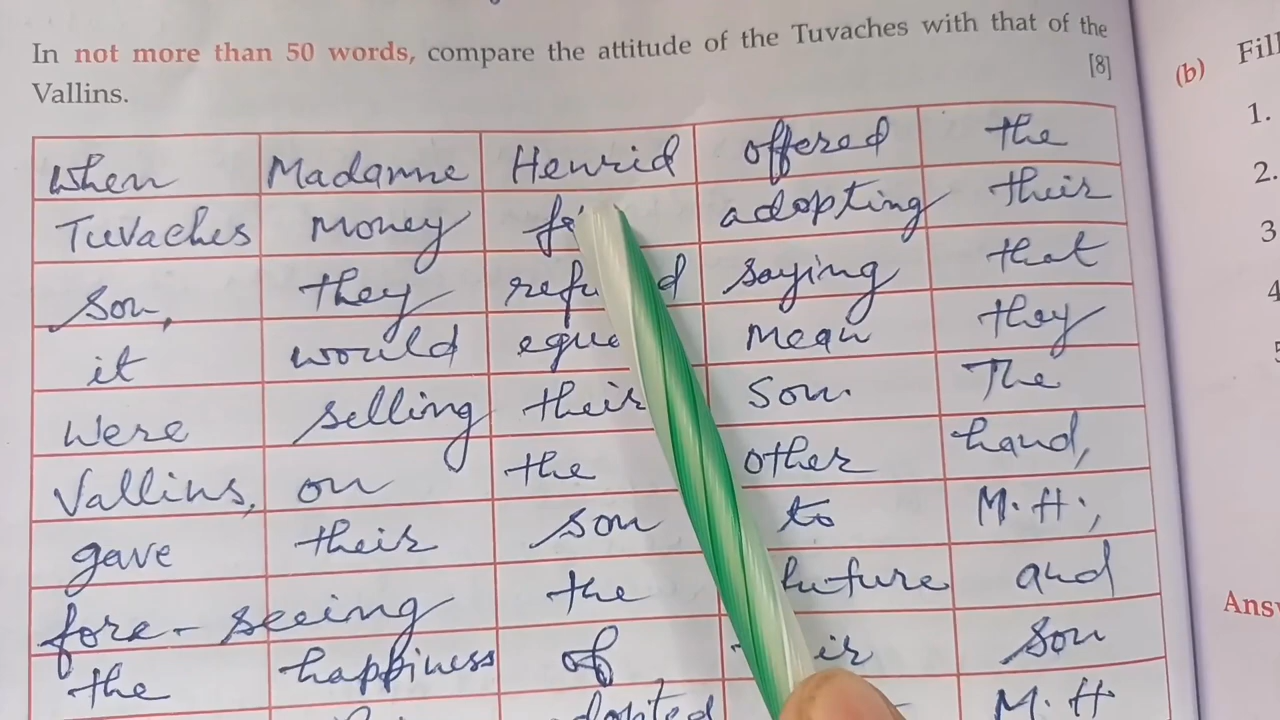 In not more than 50 words, compare the attitude of the Tuvaches with that of the
Vallins. [8]
When Madame Henrid offered the
Tuvaches Money adopting their
son, they saying that
it would Mean they
were selling their son. The
Vallins, on the other hand,
gave their son to M.H.,
fore-seeing the future and
the happiness of son
M.H.
(b) Fill
1.
2.
3
4
5
Answ